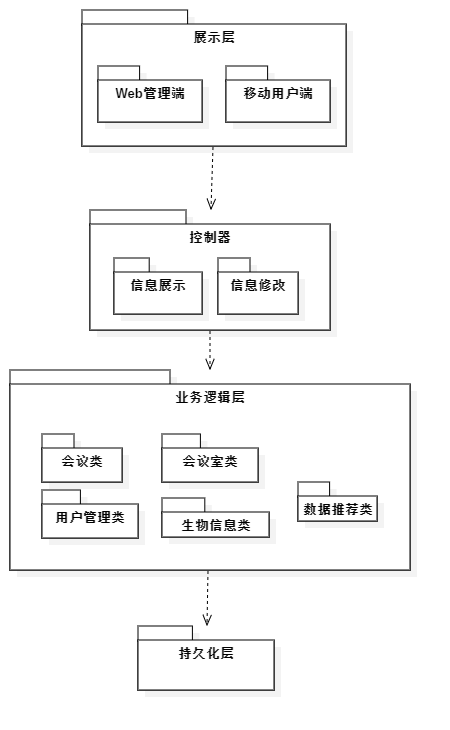 展示层
Web管理端
移动用户端
控制器
信息展示
信息修改
业务逻辑层
会议类
会议室类
用户管理类
生物信息类
数据推荐类
持久化层